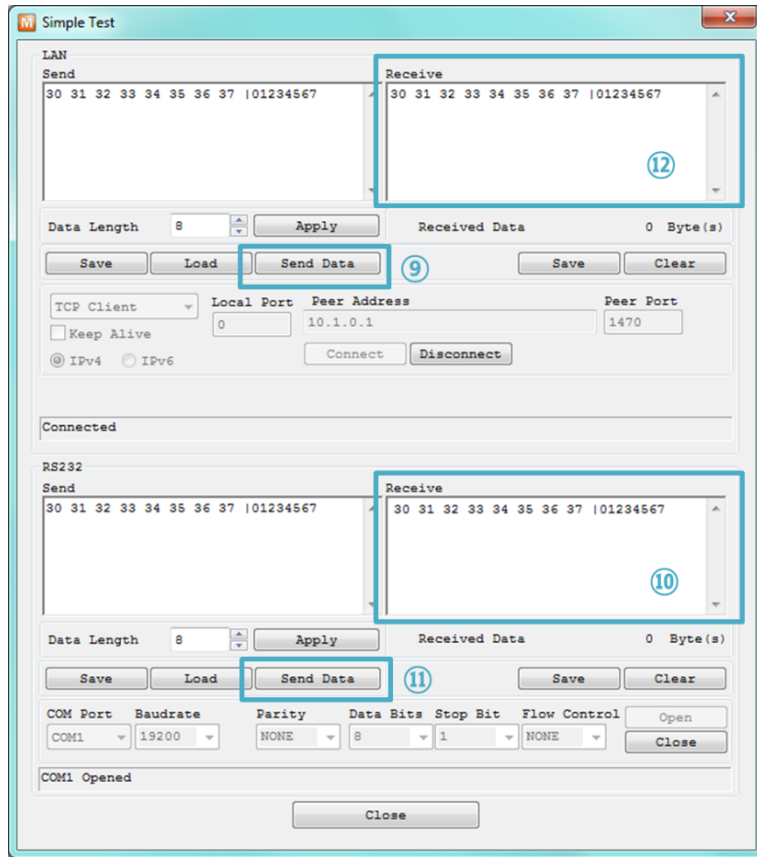 M Simple Test x
LAN
Send Receive
30 31 32 33 34 35 36 37 |01234567 30 31 32 33 34 35 36 37 |01234567
⑫
Data Length 8 Apply Received Data 0 Byte(s)
Save Load Send Data ⑨ Save Clear
TCP Client Local Port Peer Address Peer Port
0 10.1.0.1 1470
Keep Alive
IPv4 IPv6 Connect Disconnect
Connected
RS232
Send Receive
30 31 32 33 34 35 36 37 |01234567 30 31 32 33 34 35 36 37 |01234567
⑩
Data Length 8 Apply Received Data 0 Byte(s)
Save Load Send Data ⑪ Save Clear
COM Port Baudrate Parity Data Bits Stop Bit Flow Control Open
COM1 19200 NONE 8 1 NONE Close
COM1 Opened
Close